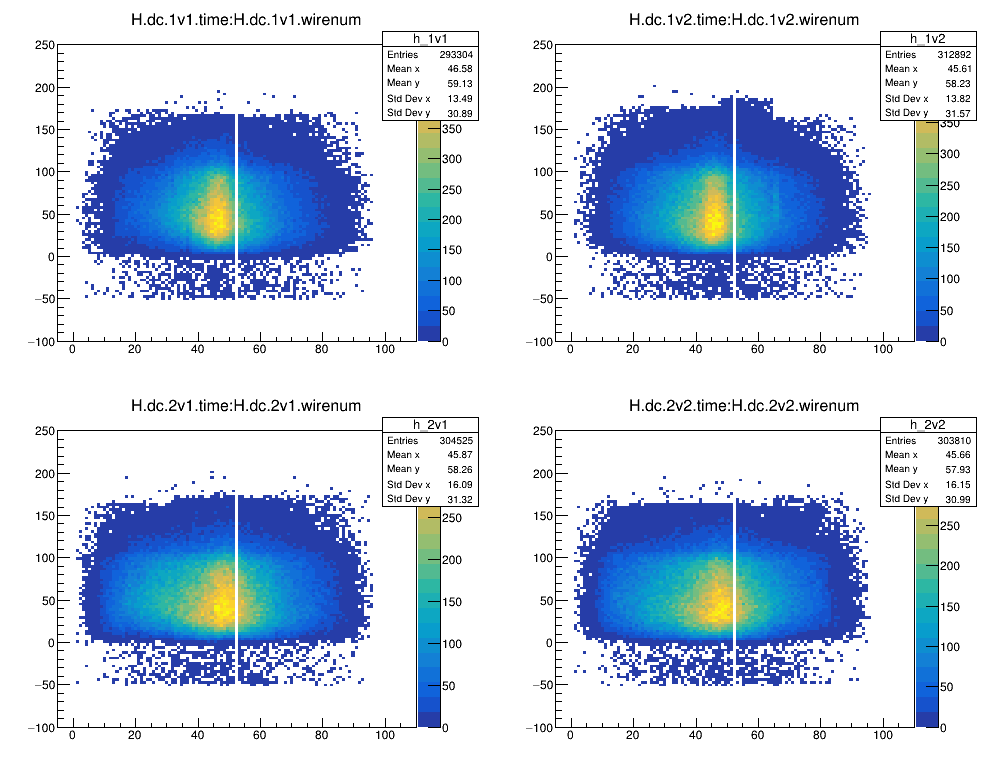 H.dc.1v1.time:H.dc.1v1.wirenum
h_1v1
Entries 293304
Mean x 46.58
Mean y 59.13
Std Dev x 13.49
Std Dev y 30.89
250
200
150
100
50
0
−50
−100
0 20 40 60 80 100
350
300
250
200
150
100
50
0
H.dc.1v2.time:H.dc.1v2.wirenum
h_1v2
Entries 312892
Mean x 45.61
Mean y 58.23
Std Dev x 13.82
Std Dev y 31.57
250
200
150
100
50
0
−50
−100
0 20 40 60 80 100
350
300
250
200
150
100
50
0
H.dc.2v1.time:H.dc.2v1.wirenum
h_2v1
Entries 304525
Mean x 45.87
Mean y 58.26
Std Dev x 16.09
Std Dev y 31.32
250
200
150
100
50
0
−50
−100
0 20 40 60 80 100
250
200
150
100
50
0
H.dc.2v2.time:H.dc.2v2.wirenum
h_2v2
Entries 303810
Mean x 45.66
Mean y 57.93
Std Dev x 16.15
Std Dev y 30.99
250
200
150
100
50
0
−50
−100
0 20 40 60 80 100
250
200
150
100
50
0